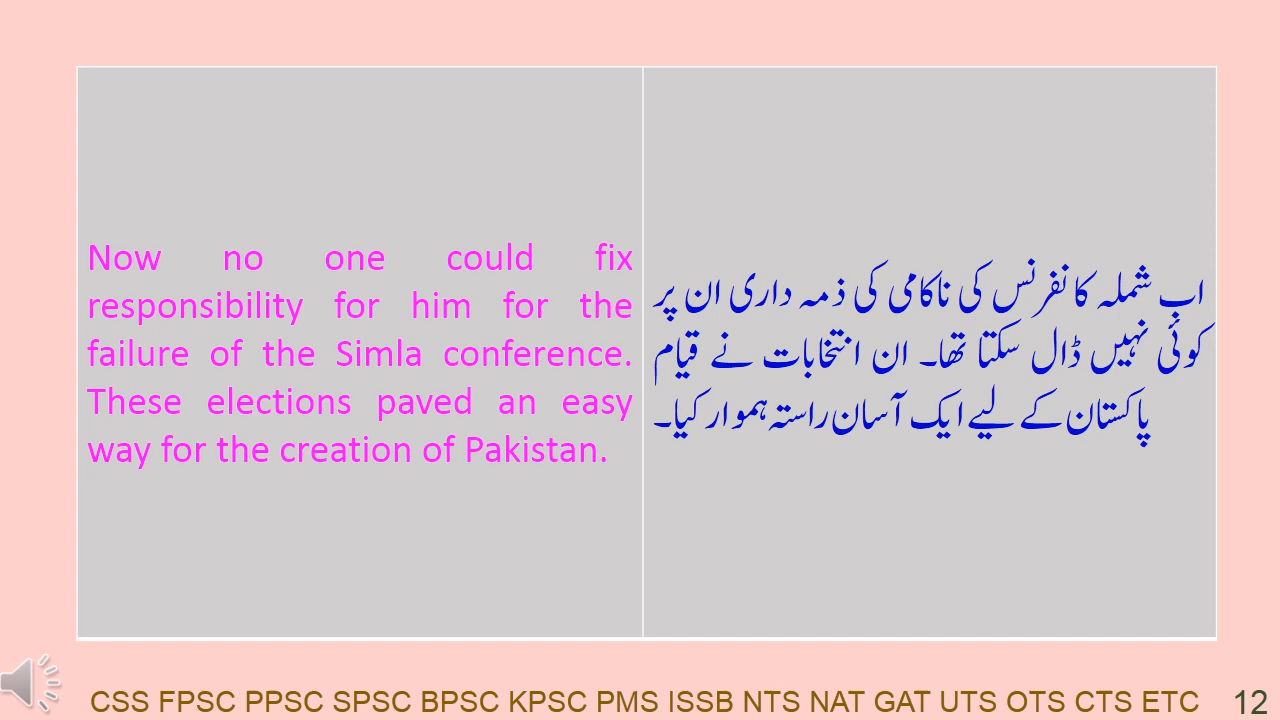 Now no one could fix
responsibility for him for the
failure of the Simla conference.
These elections paved an easy
way for the creation of Pakistan.
اب شملہ کانفرنس کی ناکامی کی ذمہ داری ان پر
کوئی نہیں ڈال سکتا تھا۔ ان انتخابات نے قیام
پاکستان کے لیے ایک آسان راستہ ہموار کیا۔
CSS FPSC PPSC SPSC BPSC KPSC PMS ISSB NTS NAT GAT UTS OTS CTS ETC
12